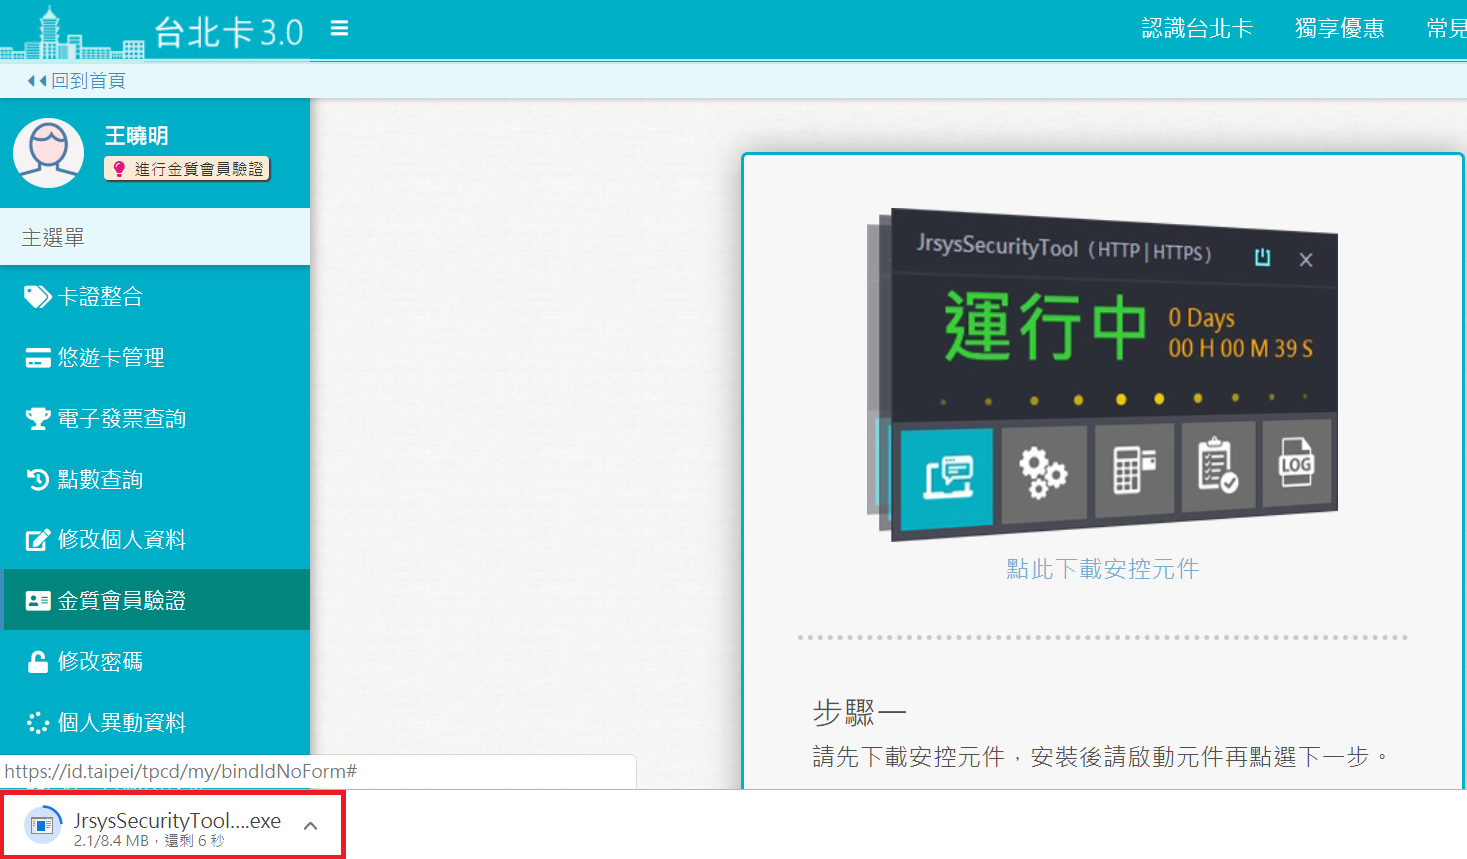 台北卡 3.0
認識台北卡
獨享優惠
常見
回到首頁
王曉明
進行金質會員驗證
主選單
卡證整合
悠遊卡管理
電子發票查詢
點數查詢
修改個人資料
金質會員驗證
修改密碼
個人異動資料
JrsysSecurityTool ( HTTP | HTTPS )
運行中
0 Days
00 H 00 M 39 S
LOG
點此下載安控元件
步驟一
請先下載安控元件，安裝後請啟動元件再點選下一步。
https://id.taipei/tpcd/my/bindIdNoForm#
JrsysSecurityTool....exe
2.1/8.4 MB，還剩 6 秒